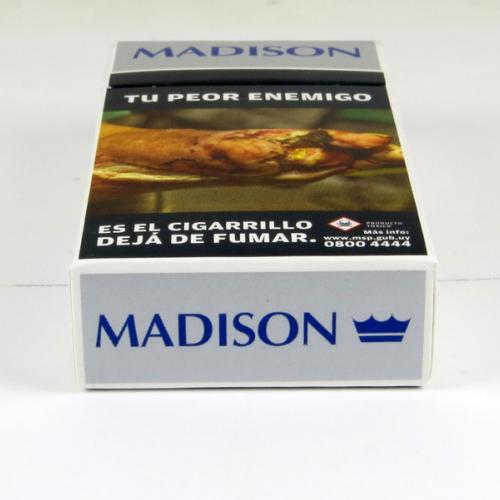 MADISON
TU PEOR ENEMIGO
ES EL CIGARRILLO
DEJÁ DE FUMAR.
PRODUCTO
TÓXICO
Más info:
www.msp.gub.uy
0800 4444
MADISON